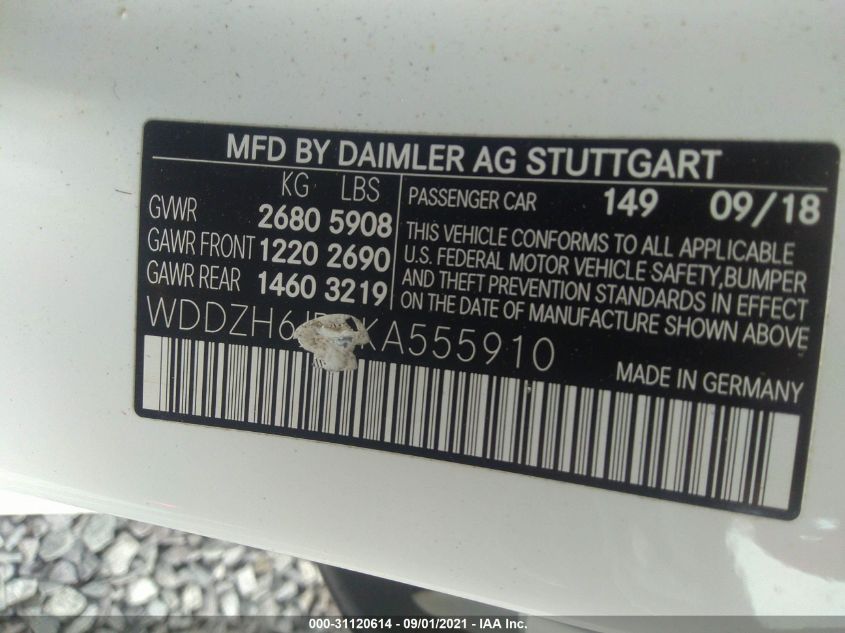 MFD BY DAIMLER AG STUTTGART
KG LBS
GVWR 2680 5908
GAWR FRONT 1220 2690
GAWR REAR 1460 3219
PASSENGER CAR 149 09/18
THIS VEHICLE CONFORMS TO ALL APPLICABLE
U.S. FEDERAL MOTOR VEHICLE SAFETY, BUMPER
AND THEFT PREVENTION STANDARDS IN EFFECT
ON THE DATE OF MANUFACTURE SHOWN ABOVE
MADE IN GERMANY
000-31120614 - 09/01/2021 - IAA Inc.